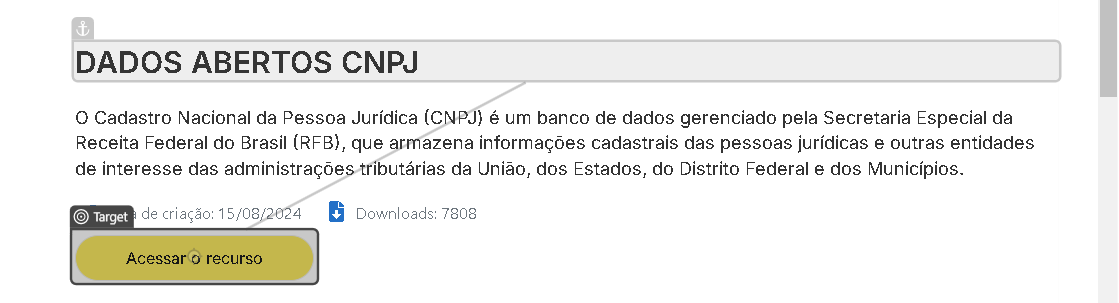 DADOS ABERTOS CNPJ
O Cadastro Nacional da Pessoa Jurídica (CNPJ) é um banco de dados gerenciado pela Secretaria Especial da
Receita Federal do Brasil (RFB), que armazena informações cadastrais das pessoas jurídicas e outras entidades
de interesse das administrações tributárias da União, dos Estados, do Distrito Federal e dos Municípios.
Target
de criação: 15/08/2024 Downloads: 7808
Acessar o recurso